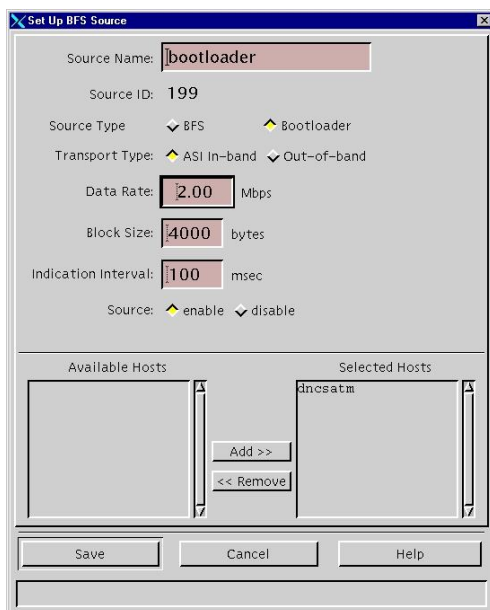 Set Up BFS Source
Source Name: bootloader
Source ID: 199
Source Type BFS Bootloader
Transport Type: ASI In-band Out-of-band
Data Rate: 2.00 Mbps
Block Size: 4000 bytes
Indication Interval: 100 msec
Source: enable disable
Available Hosts Selected Hosts
dncsatm
Add >>
<< Remove
Save Cancel Help